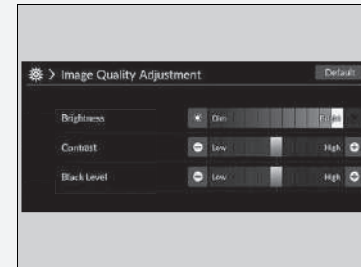 > Image Quality Adjustment Default
Brightness Dim
Contrast Low High
Black Level Low High